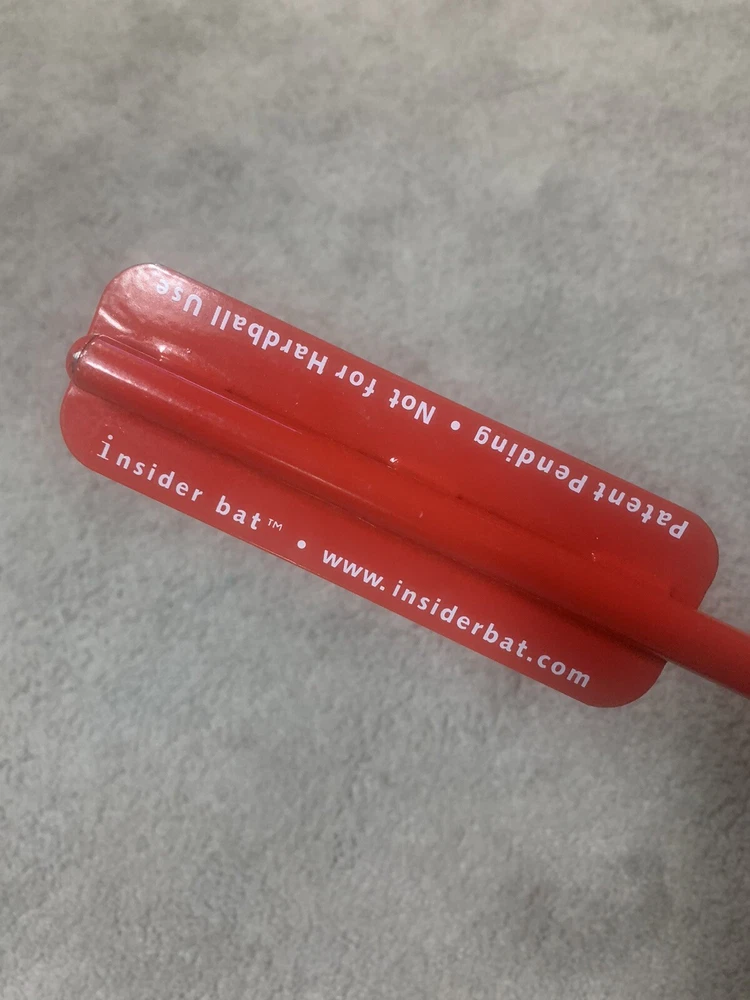 Patent Pending • Not for Hardball Use
insider bat™ • www.insiderbat.com